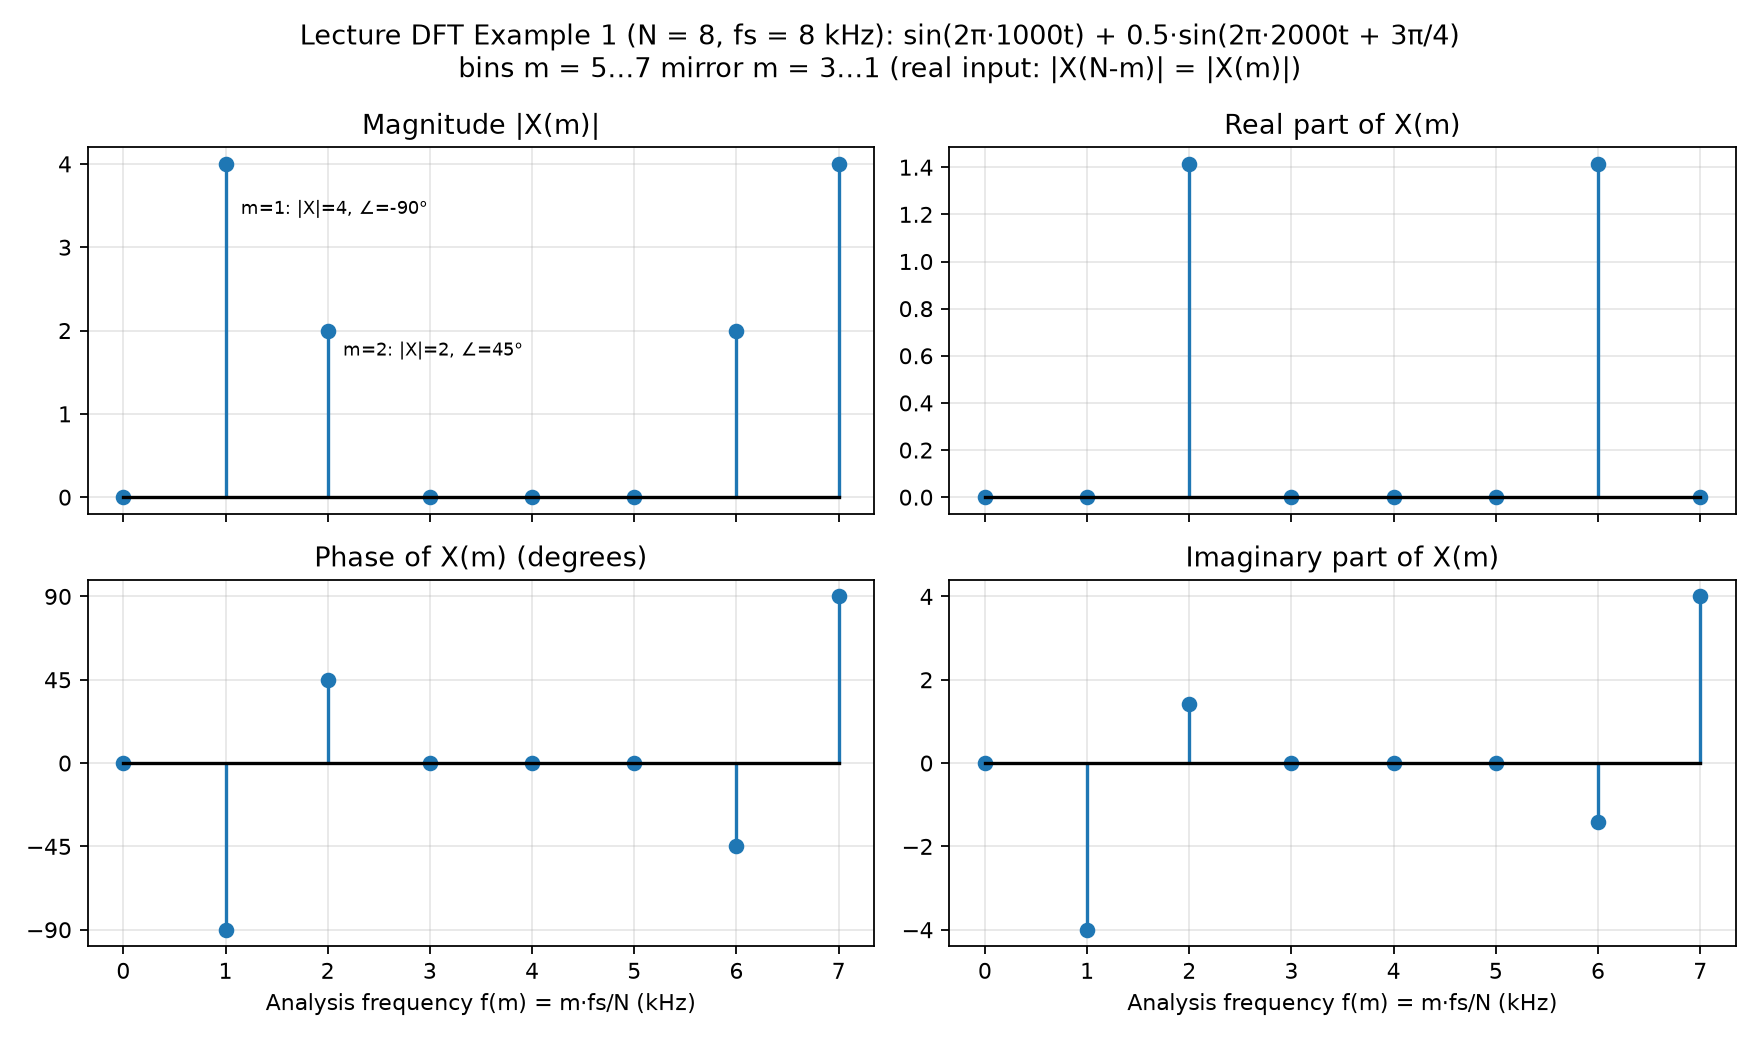 Lecture DFT Example 1 (N = 8, fs = 8 kHz): sin(2π·1000t) + 0.5·sin(2π·2000t + 3π/4)
bins m = 5...7 mirror m = 3...1 (real input: |X(N-m)| = |X(m)|)
Magnitude |X(m)|
4
3
2
1
0
m=1: |X|=4, ∠=-90°
m=2: |X|=2, ∠=45°
Real part of X(m)
1.4
1.2
1.0
0.8
0.6
0.4
0.2
0.0
Phase of X(m) (degrees)
90
45
0
−45
−90
0 1 2 3 4 5 6 7
Analysis frequency f(m) = m·fs/N (kHz)
Imaginary part of X(m)
4
2
0
−2
−4
0 1 2 3 4 5 6 7
Analysis frequency f(m) = m·fs/N (kHz)